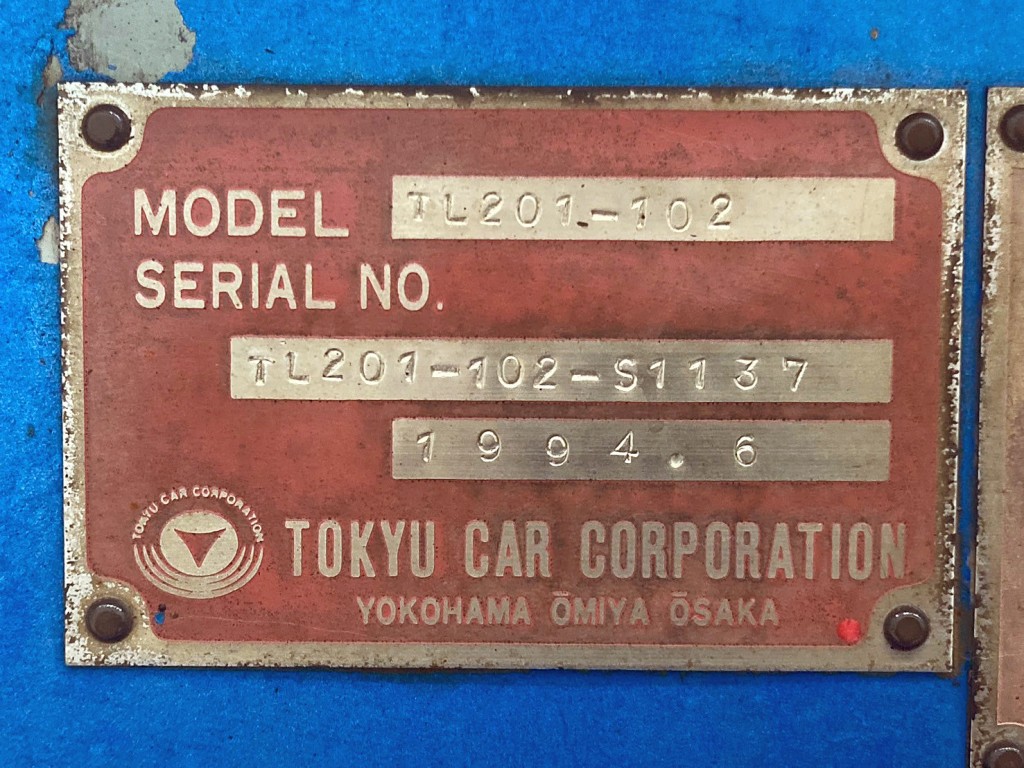 MODEL TL201-102
SERIAL NO.
TL201-102-S1137
1994.6
TOKYU CAR CORPORATION
TOKYU CAR CORPORATION
YOKOHAMA ŌMIYA ŌSAKA